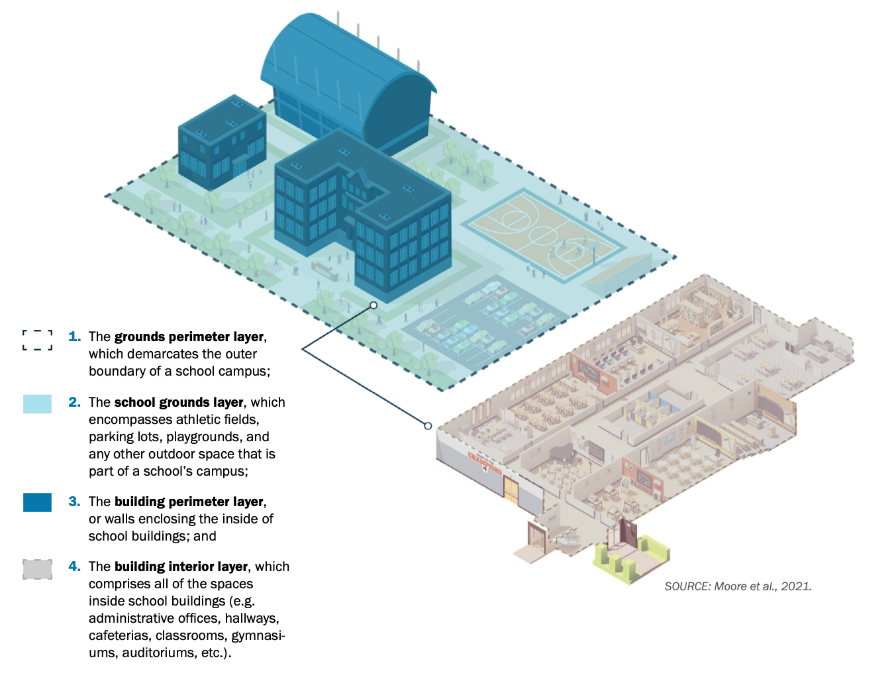 1. The grounds perimeter layer,
which demarcates the outer
boundary of a school campus;
2. The school grounds layer, which
encompasses athletic fields,
parking lots, playgrounds, and
any other outdoor space that is
part of a school's campus;
3. The building perimeter layer,
or walls enclosing the inside of
school buildings; and
4. The building interior layer, which
comprises all of the spaces
inside school buildings (e.g.
administrative offices, hallways,
cafeterias, classrooms, gymnasi-
ums, auditoriums, etc.).
CHAMPIONS
SOURCE: Moore et al., 2021.